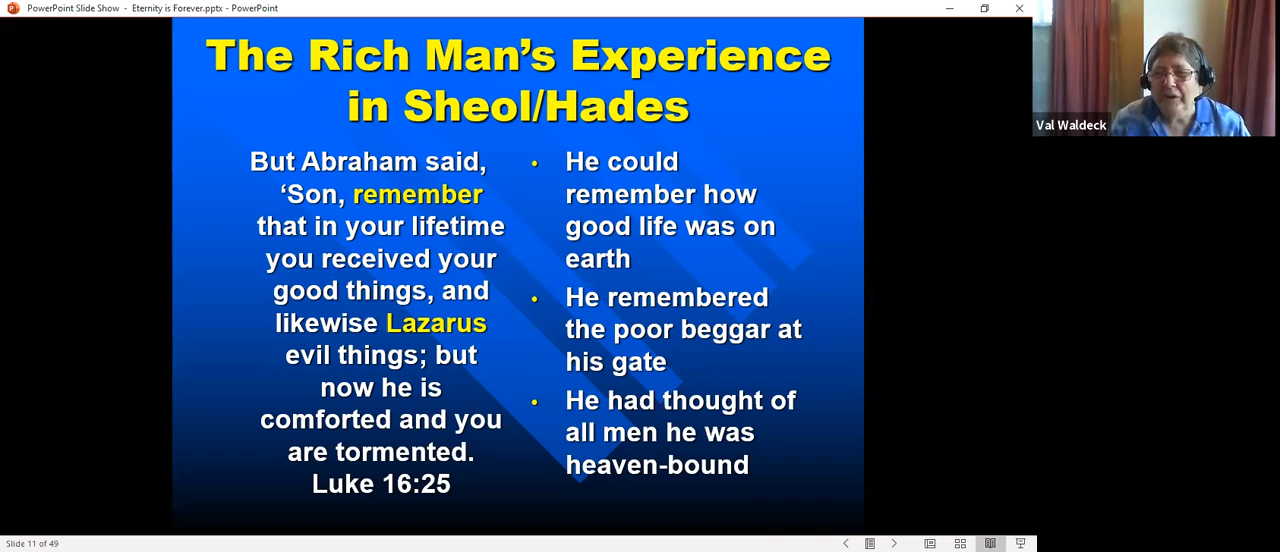 PowerPoint Slide Show - Eternity is Forever.pptx - PowerPoint
The Rich Man's Experience
in Sheol/Hades
But Abraham said,
‘Son, remember
that in your lifetime
you received your
good things, and
likewise Lazarus
evil things; but
now he is
comforted and you
are tormented.
Luke 16:25
• He could
remember how
good life was on
earth
• He remembered
the poor beggar at
his gate
• He had thought of
all men he was
heaven-bound
Val Waldeck
Slide 11 of 49